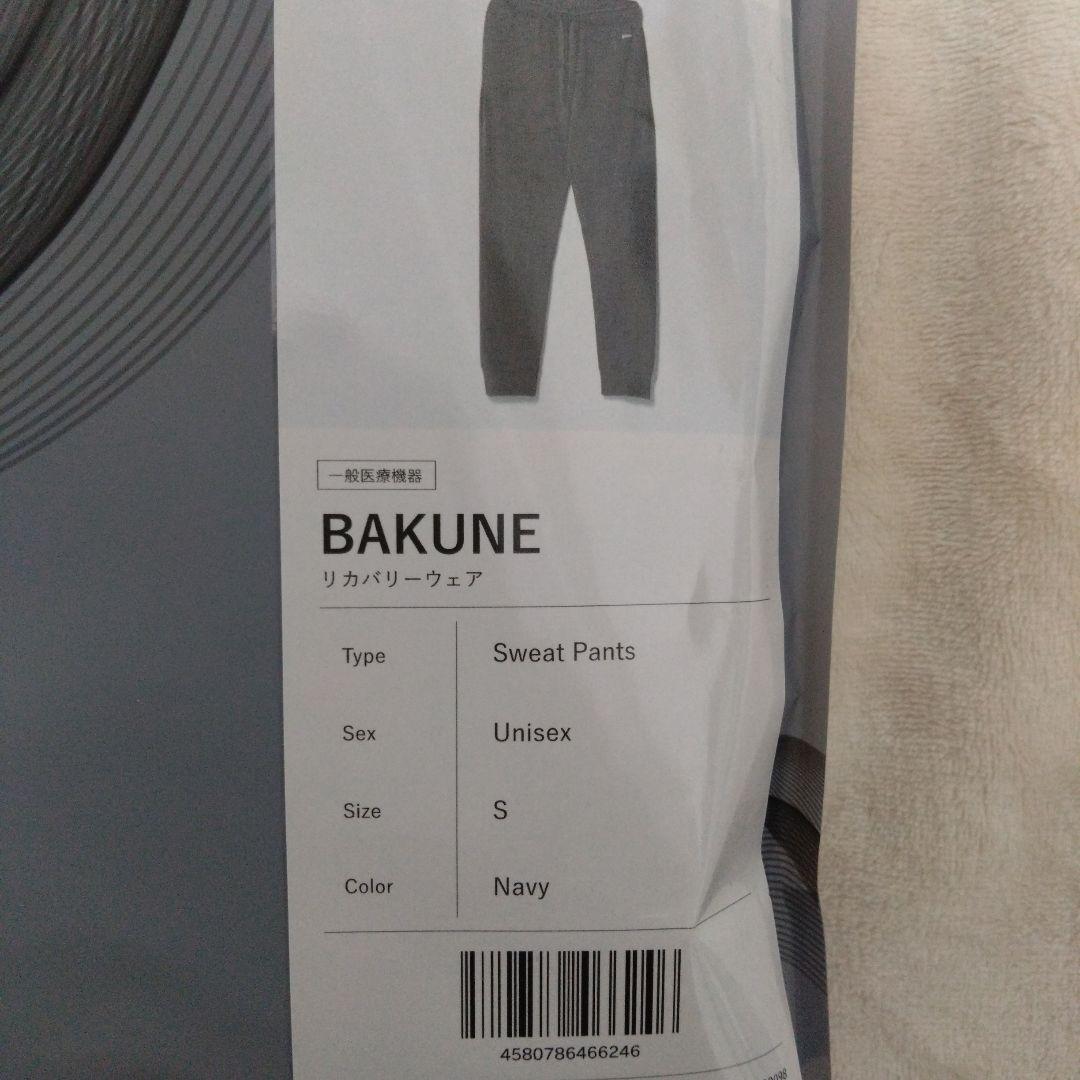 一般医療機器
BAKUNE
リカバリーウェア
Type Sweat Pants
Sex Unisex
Size S
Color Navy
4580786466246